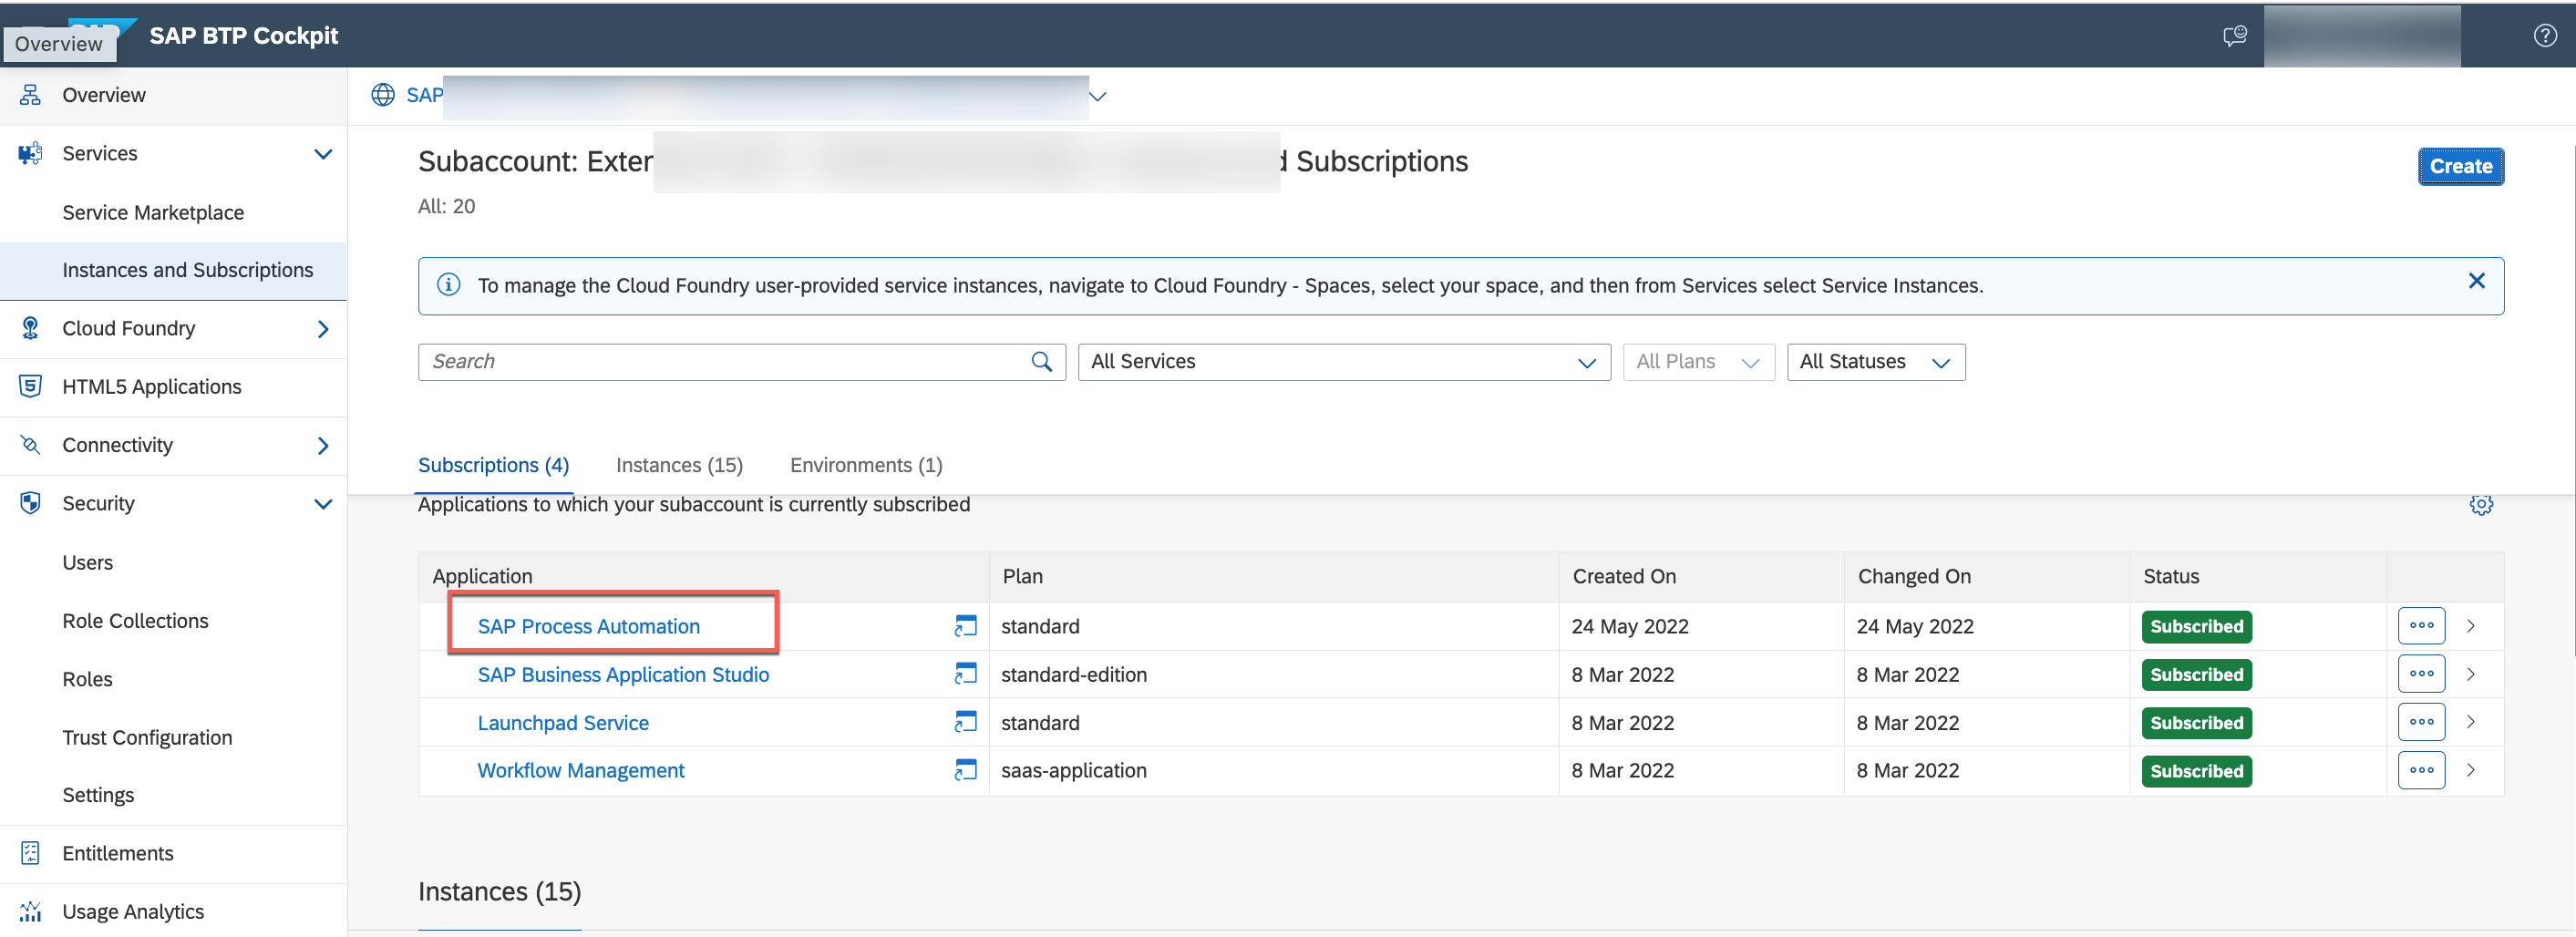 SAP BTP Cockpit
Overview
Overview
Services
Service Marketplace
Instances and Subscriptions
Cloud Foundry
HTML5 Applications
Connectivity
Security
Users
Role Collections
Roles
Trust Configuration
Settings
Entitlements
Usage Analytics
SAP
Subaccount: Exter
Subscriptions
Create
All: 20
To manage the Cloud Foundry user-provided service instances, navigate to Cloud Foundry - Spaces, select your space, and then from Services select Service Instances.
Search All Services All Plans All Statuses
Subscriptions (4) Instances (15) Environments (1)
Applications to which your subaccount is currently subscribed
Application Plan Created On Changed On Status
SAP Process Automation standard 24 May 2022 24 May 2022 Subscribed
SAP Business Application Studio standard-edition 8 Mar 2022 8 Mar 2022 Subscribed
Launchpad Service standard 8 Mar 2022 8 Mar 2022 Subscribed
Workflow Management saas-application 8 Mar 2022 8 Mar 2022 Subscribed
Instances (15)